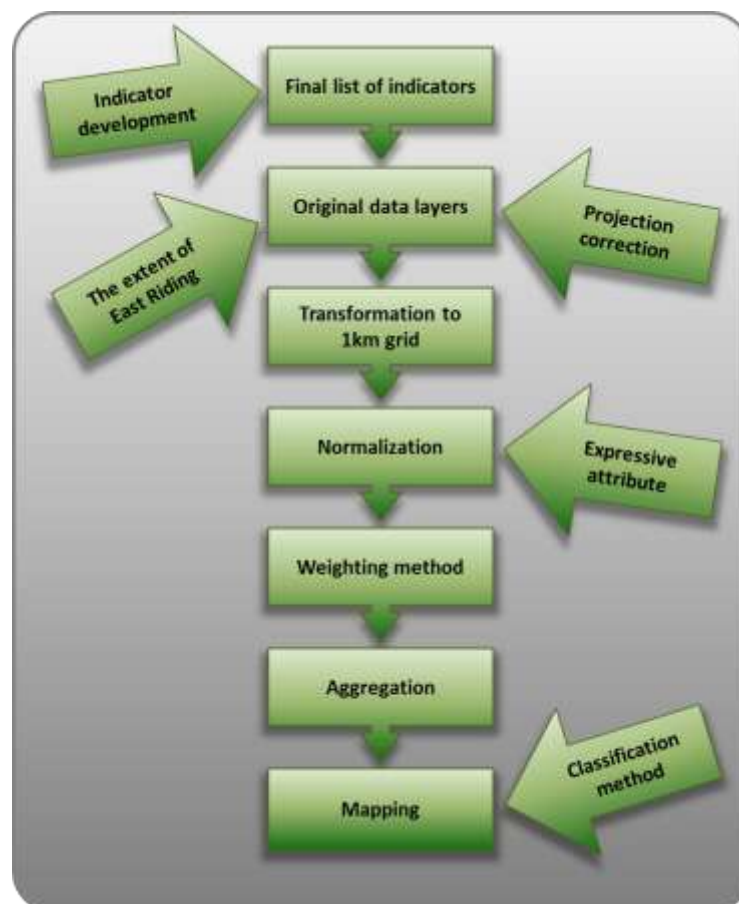 Final list of indicators
Indicator
development
Original data layers
Projection
correction
The extent of
East Riding
Transformation to
1km grid
Normalization
Expressive
attribute
Weighting method
Aggregation
Classification
method
Mapping